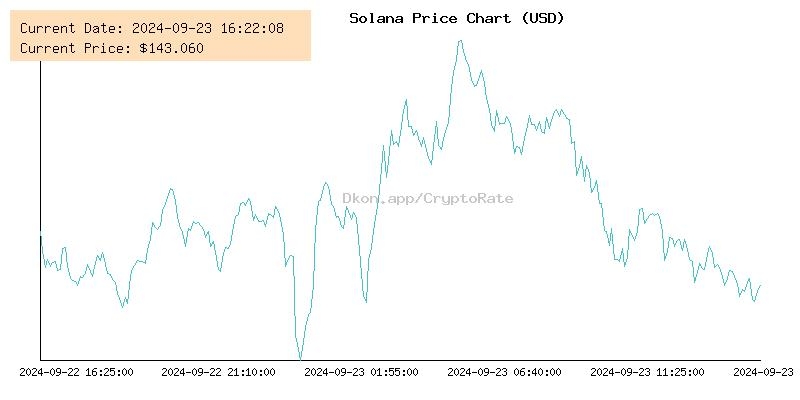 Solana Price Chart (USD)
Current Date: 2024-09-23 16:22:08
Current Price: $143.060
Dkon.app/CryptoRate
2024-09-22 16:25:00 2024-09-22 21:10:00 2024-09-23 01:55:00 2024-09-23 06:40:00 2024-09-23 11:25:00 2024-09-23